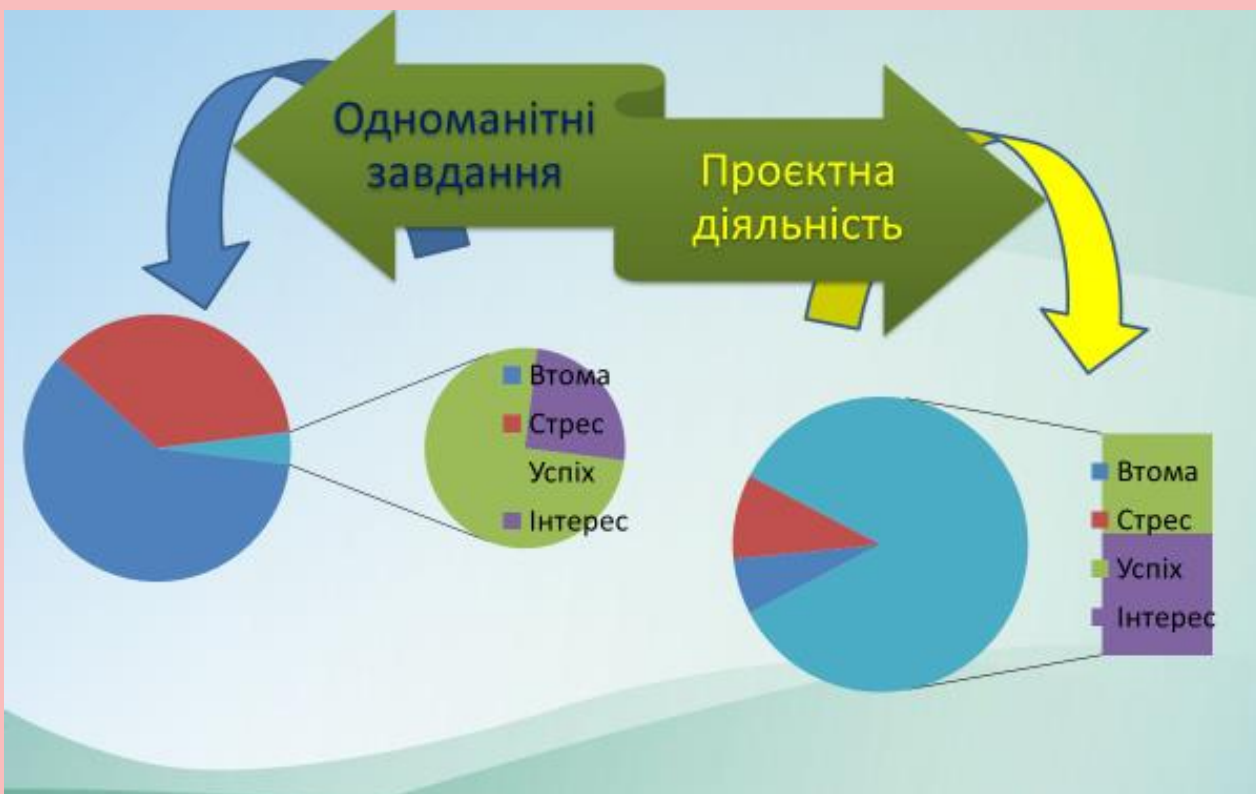 Одноманітні
завдання
Проєктна
діяльність
Втома
Стрес
Успіх
Інтерес
Втома
Стрес
Успіх
Інтерес